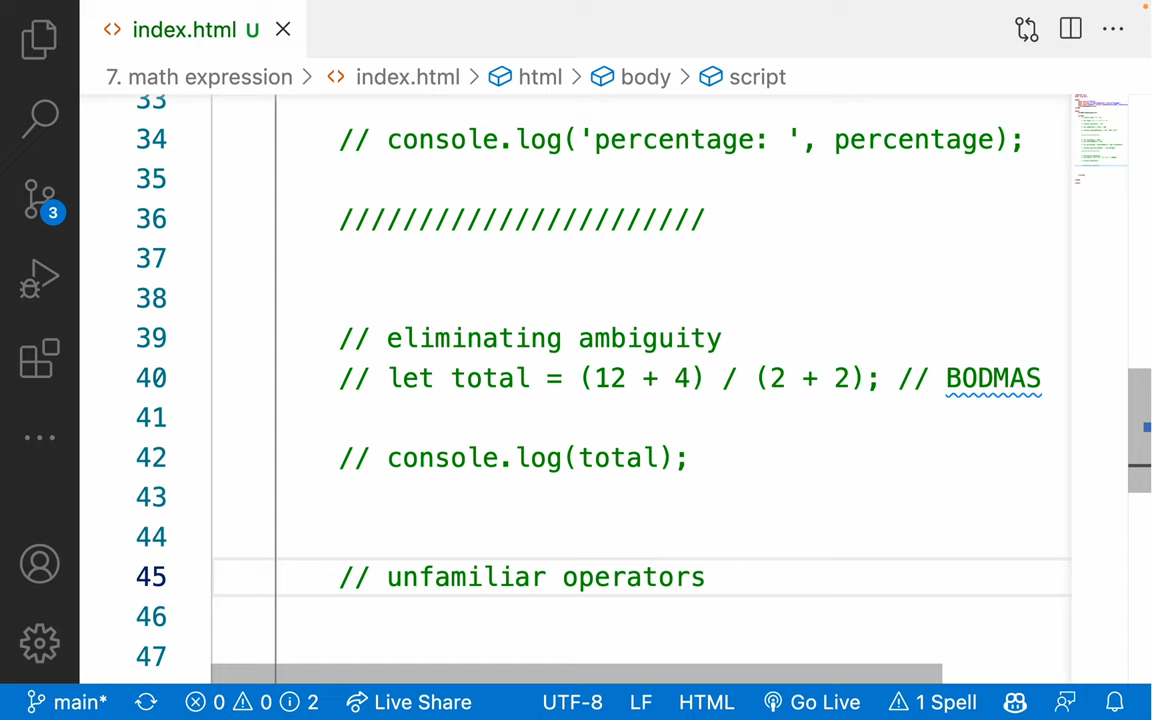 index.html U
7. math expression > index.html > html > body > script
33
34 // console.log('percentage: ', percentage);
35
36 ///////////////////////
37
38
39 // eliminating ambiguity
40 // let total = (12 + 4) / (2 + 2); // BODMAS
41
42 // console.log(total);
43
44
45 // unfamiliar operators
46
47
3
main* 0 0 2 Live Share UTF-8 LF HTML Go Live 1 Spell